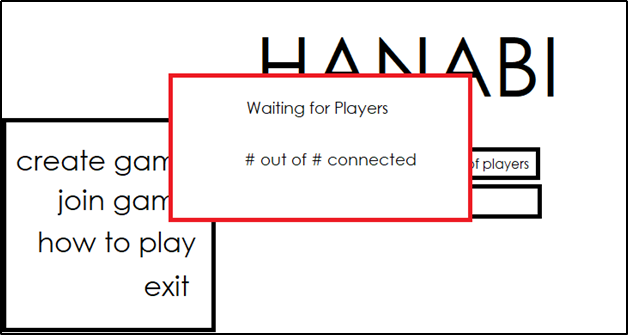 HANABI
Waiting for Players
# out of # connected
of players
create gam
join gam
how to play
exit